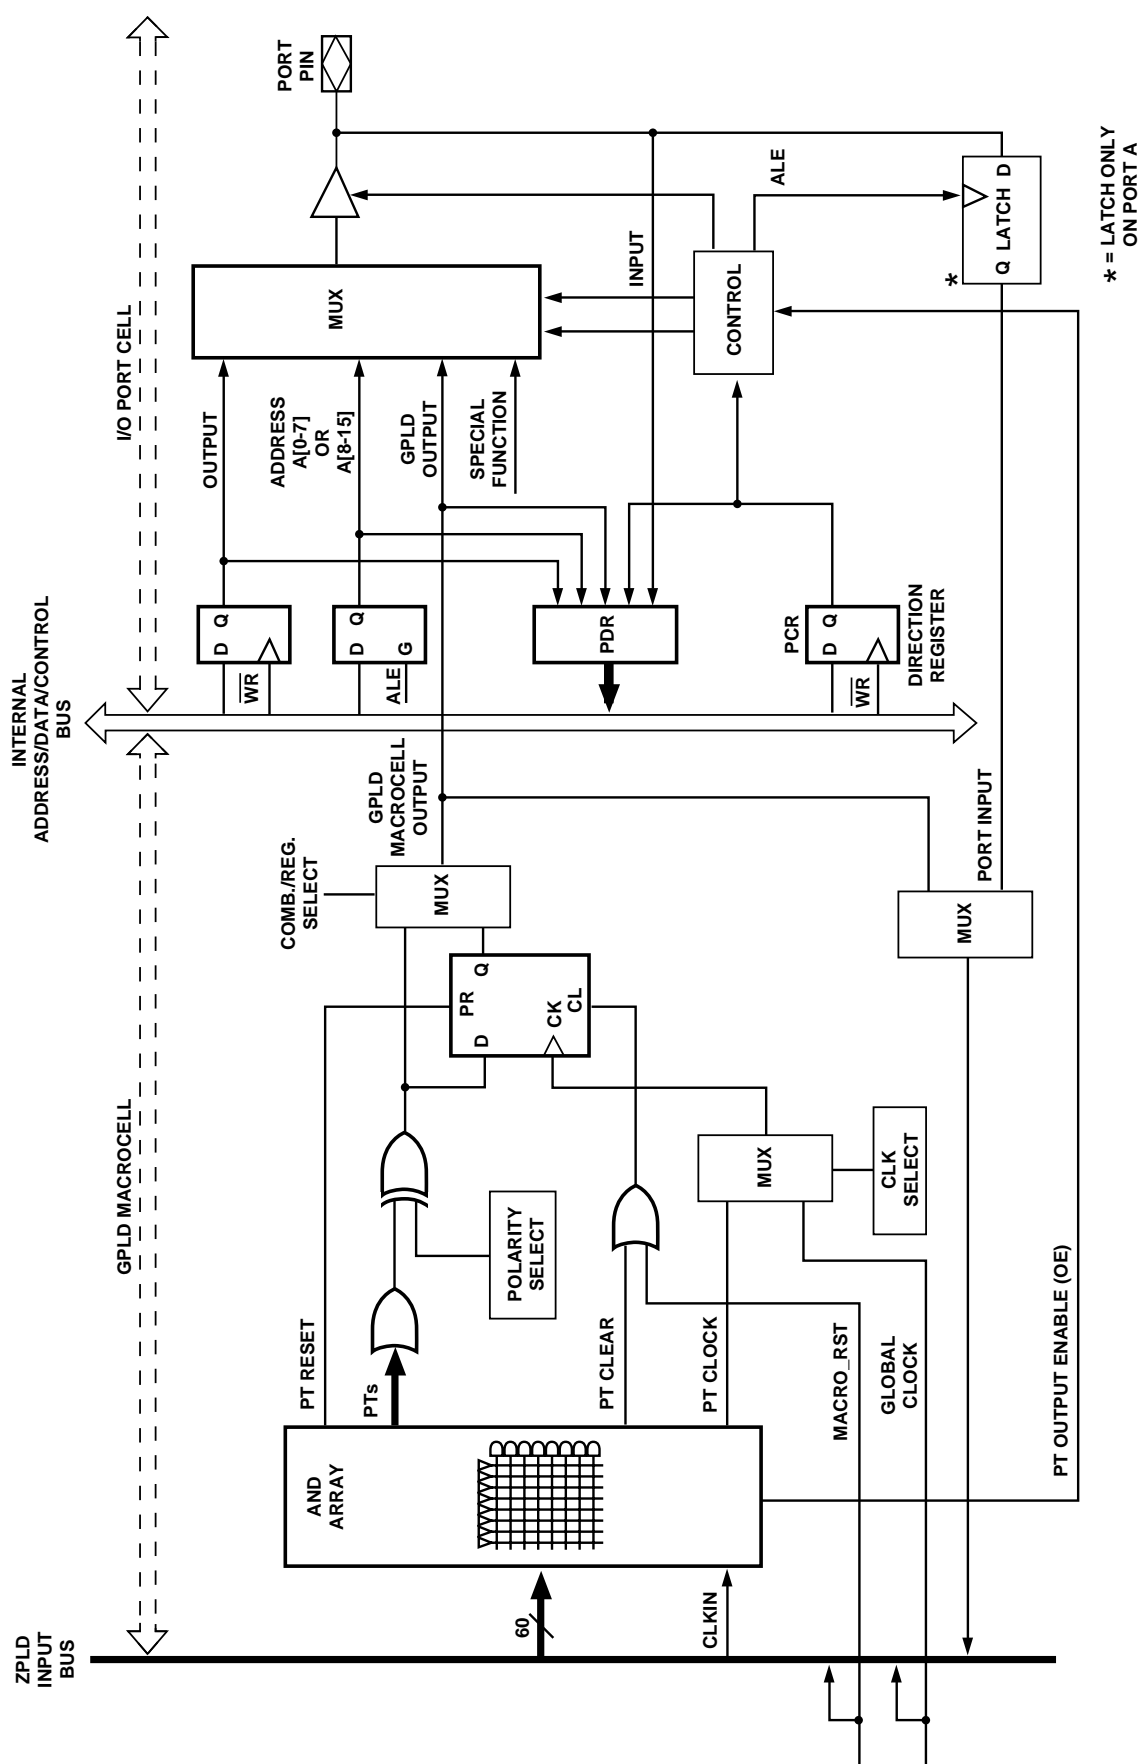 ZPLD
INPUT
BUS
GPLD MACROCELL
INTERNAL
ADDRESS/DATA/CONTROL
BUS
I/O PORT CELL
PORT
PIN
AND
ARRAY
60
CLKIN
PT RESET
PTs
PT CLEAR
PT CLOCK
MACRO_RST
GLOBAL
CLOCK
PT OUTPUT ENABLE (OE)
POLARITY
SELECT
CLK
SELECT
MUX
PR
D
Q
CK
CL
COMB./REG.
SELECT
MUX
GPLD
MACROCELL
OUTPUT
MUX
PORT INPUT
D Q
WR
D Q
G
ALE
PDR
PCR
D Q
WR
DIRECTION
REGISTER
OUTPUT
ADDRESS
A[0-7]
OR
A[8-15]
GPLD
OUTPUT
SPECIAL
FUNCTION
MUX
INPUT
CONTROL
ALE
*
Q LATCH D
* = LATCH ONLY
ON PORT A